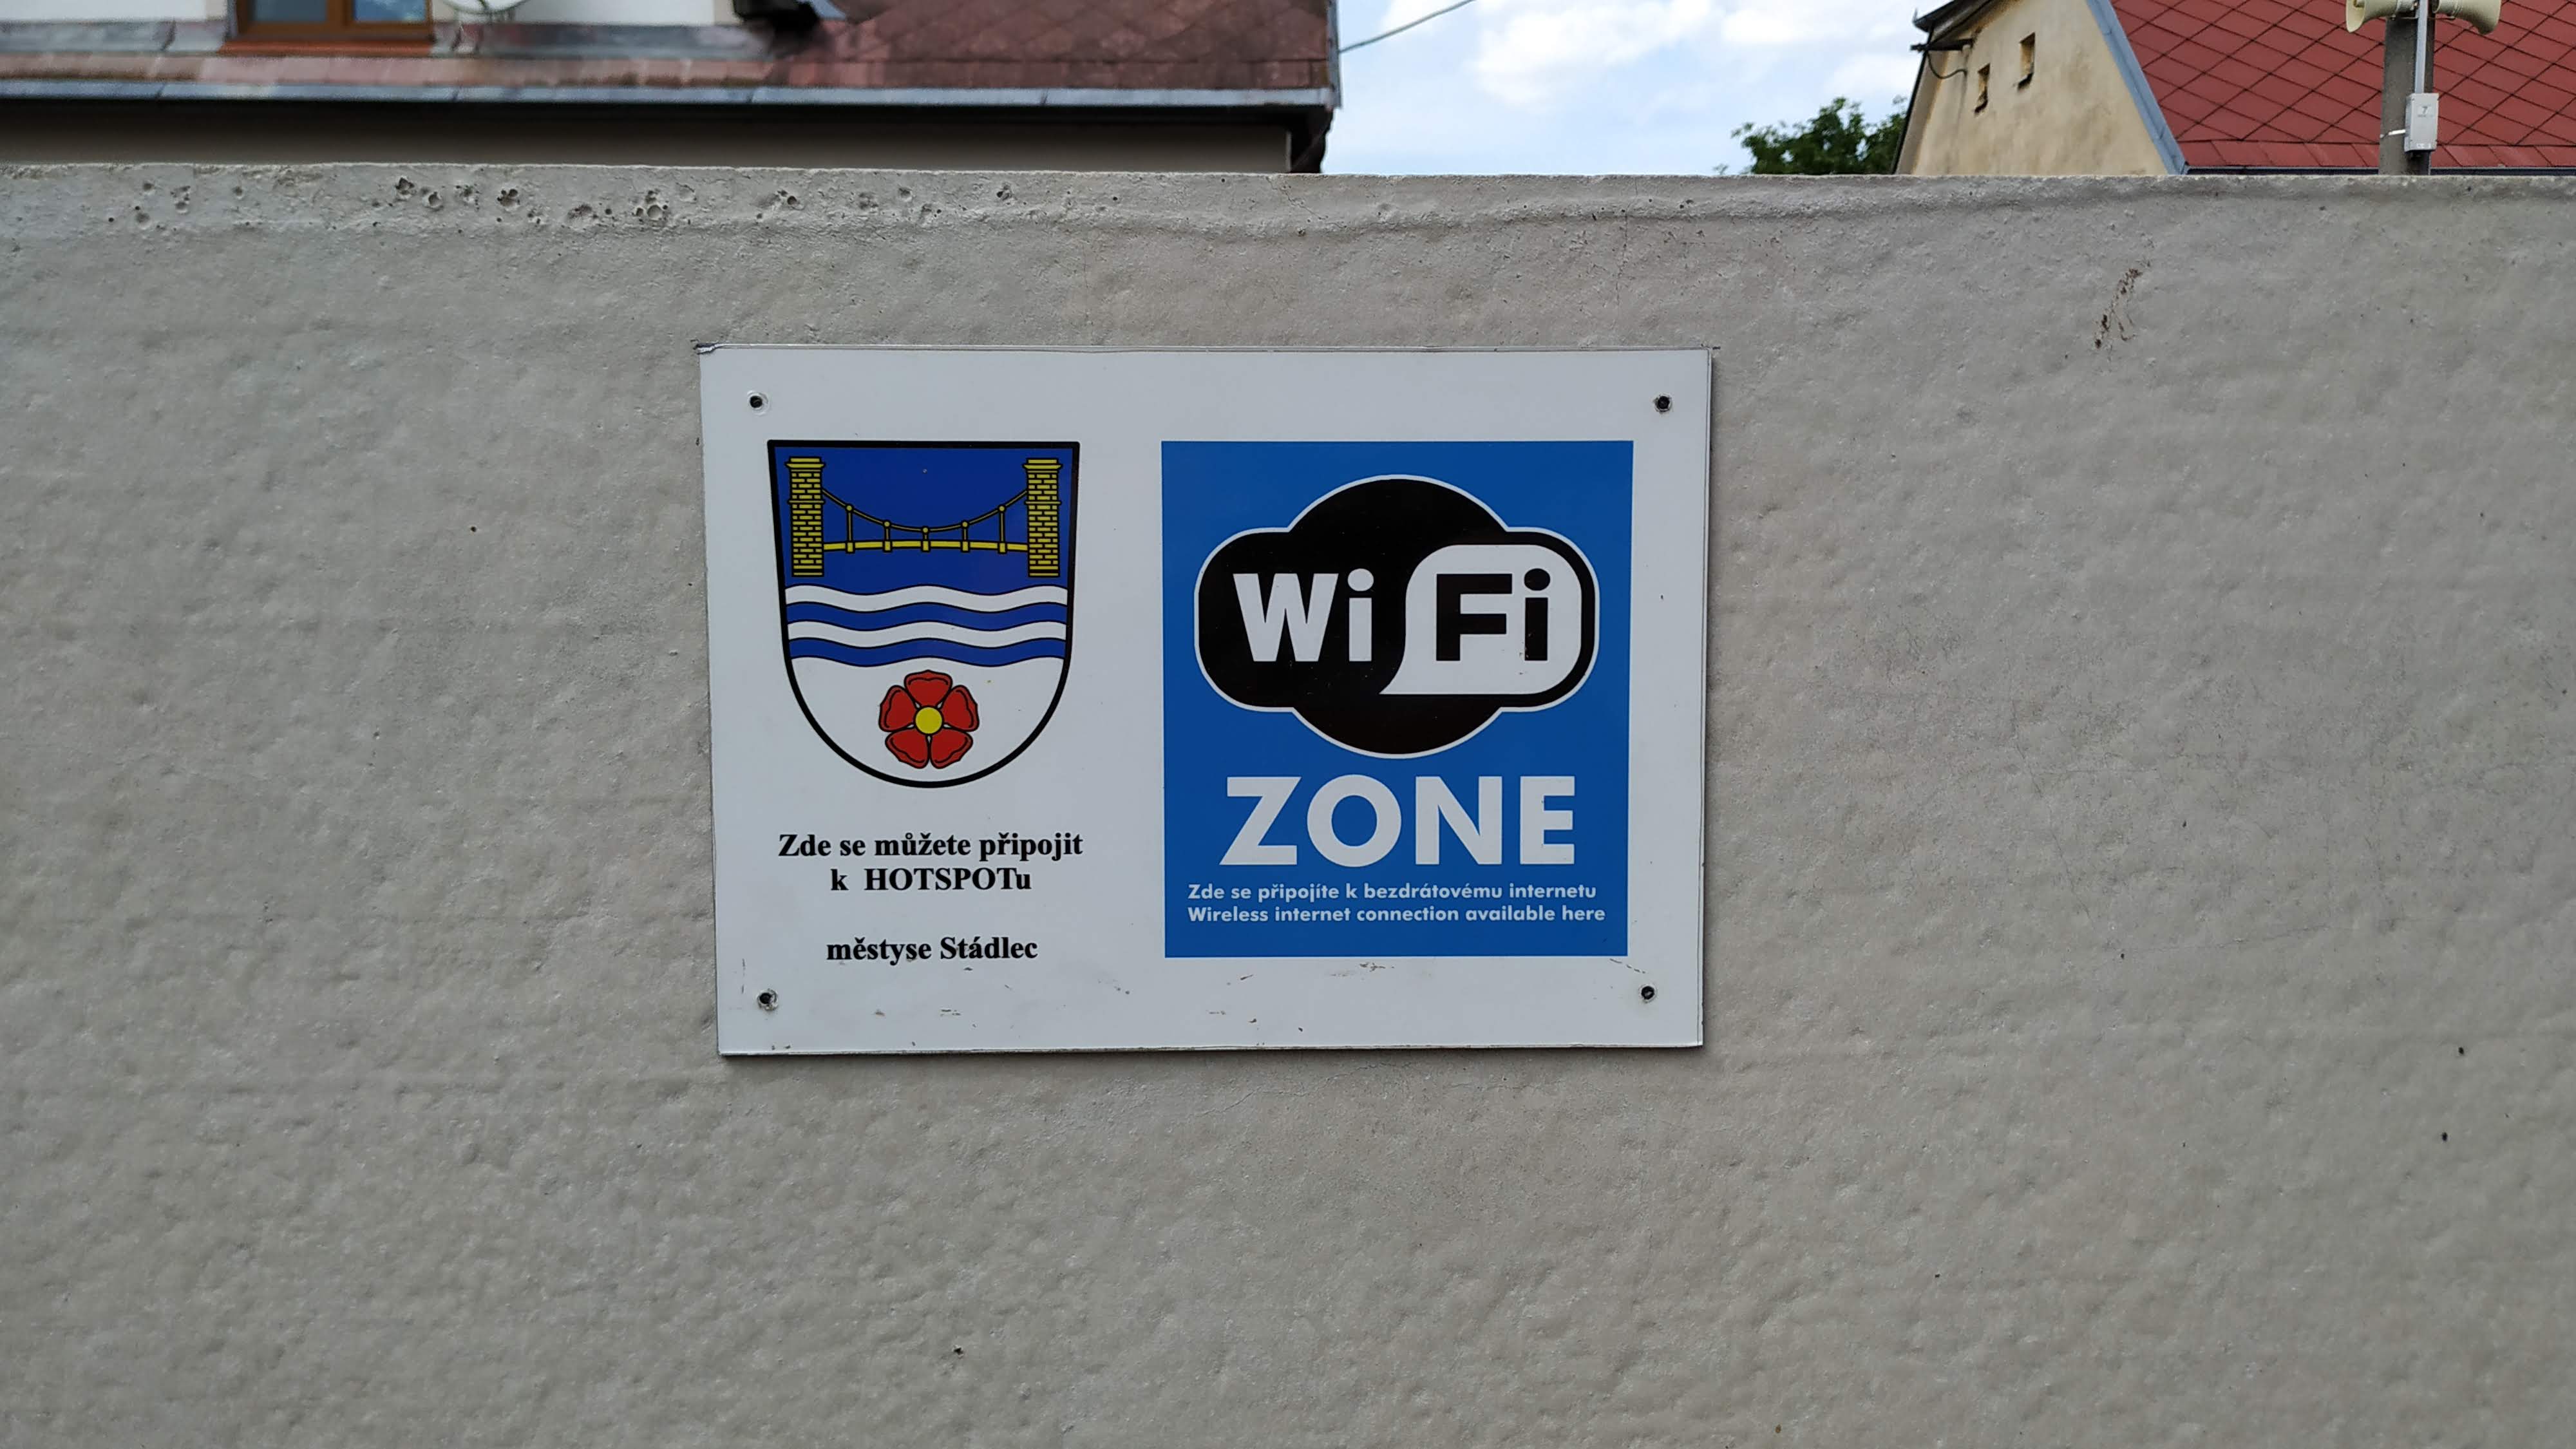 Zde se můžete připojit
k HOTSPOTu
městyse Stádlec
Wi Fi
ZONE
Zde se připojíte k bezdrátovému internetu
Wireless internet connection available here